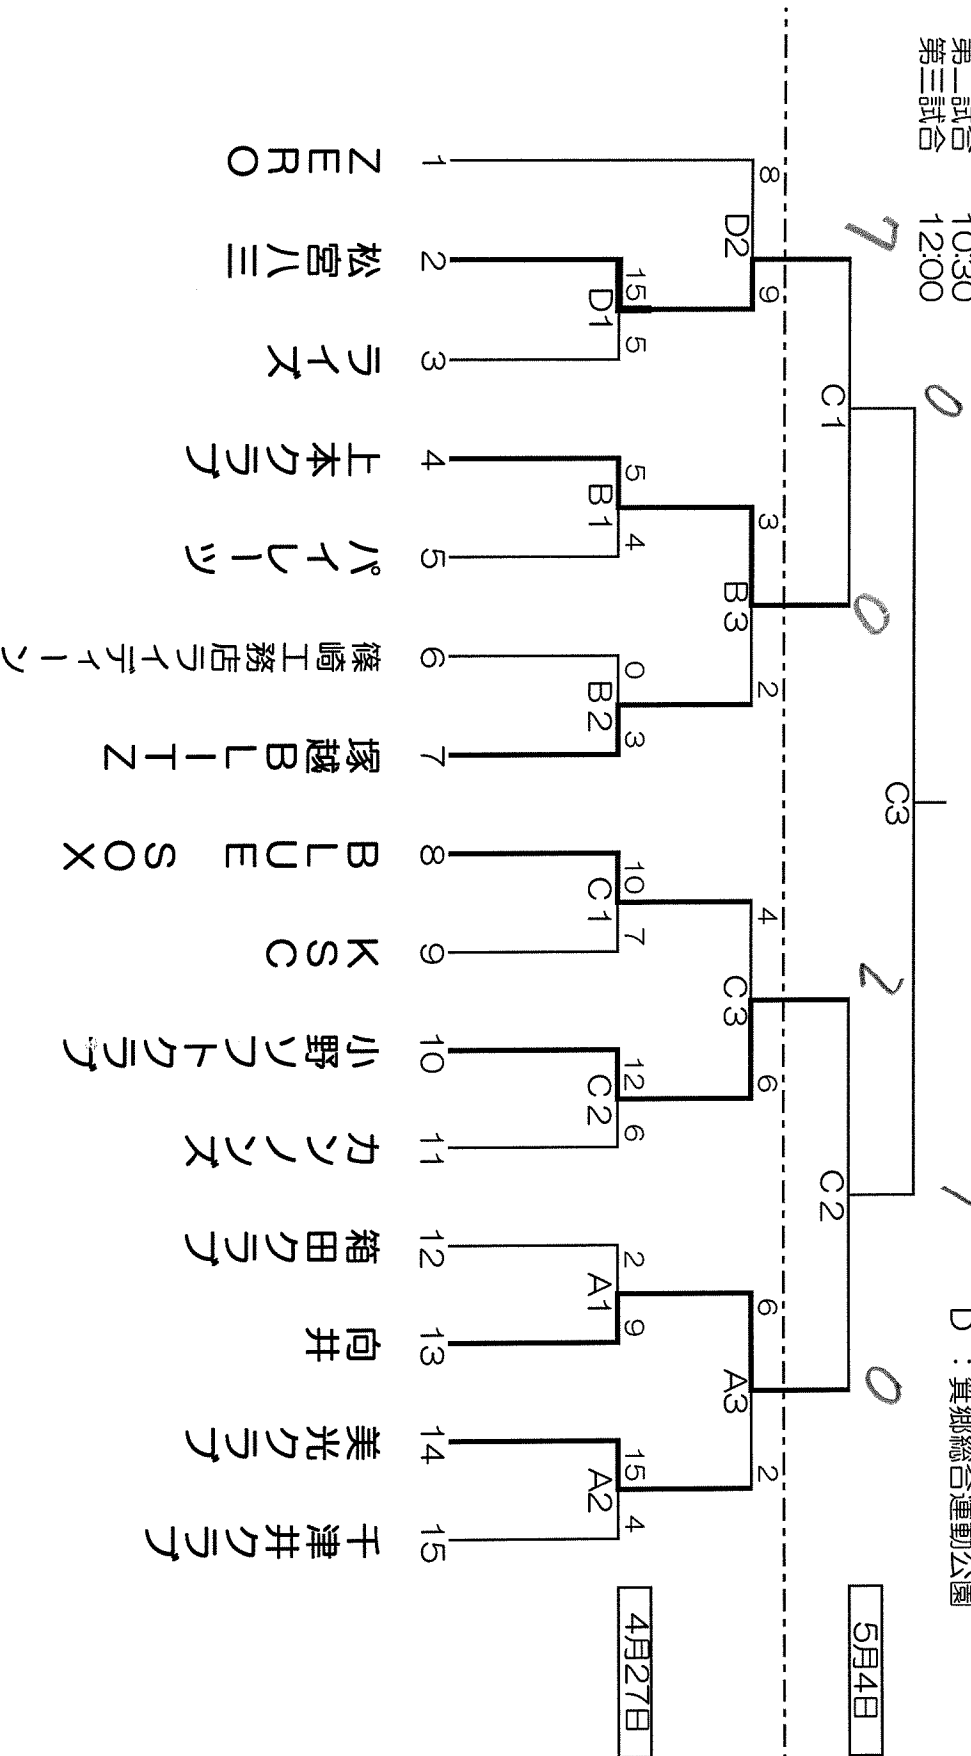 第三試合 12:00
D：箕郷総合運動公園
5月4日
4月27日
7
0
0
2
1
0
C3
C1
C2
8
D2
9
3
B3
2
4
C3
6
6
A3
2
15
D1
5
5
B1
4
0
B2
3
10
C1
7
12
C2
6
2
A1
9
15
A2
4
1 ZERO
2 松宮八三
3 ライズ
4 上本クラブ
5 パイレーツ
6 篠崎工務店ライディーン
7 塚越BLITZ
8 BLUE SOX
9 KSC
10 小野ソフトクラブ
11 カンノンズ
12 箱田クラブ
13 向井
14 美光クラブ
15 千津井クラブ